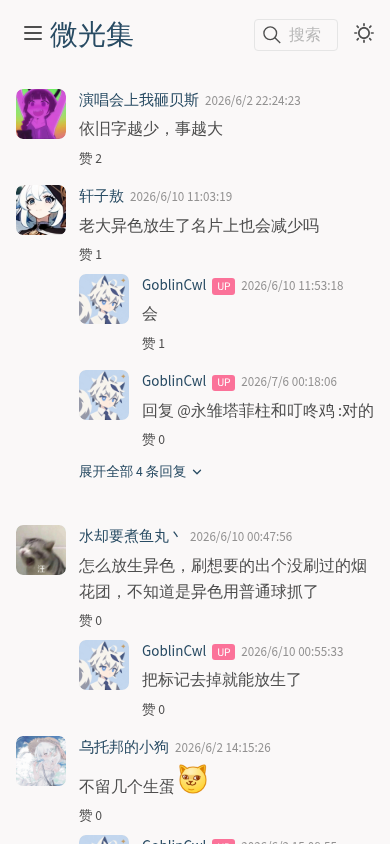 微光集
搜索
演唱会上我砸贝斯 2026/6/2 22:24:23
依旧字越少，事越大
赞 2
轩子敖 2026/6/10 11:03:19
老大异色放生了名片上也会减少吗
赞 1
GoblinCwl UP 2026/6/10 11:53:18
会
赞 1
GoblinCwl UP 2026/7/6 00:18:06
回复 @永雏塔菲柱和叮咚鸡 :对的
赞 0
展开全部 4 条回复
水却要煮鱼丸丶 2026/6/10 00:47:56
怎么放生异色，刷想要的出个没刷过的烟
花团，不知道是异色用普通球抓了
赞 0
GoblinCwl UP 2026/6/10 00:55:33
把标记去掉就能放生了
赞 0
乌托邦的小狗 2026/6/2 14:15:26
不留几个生蛋
赞 0